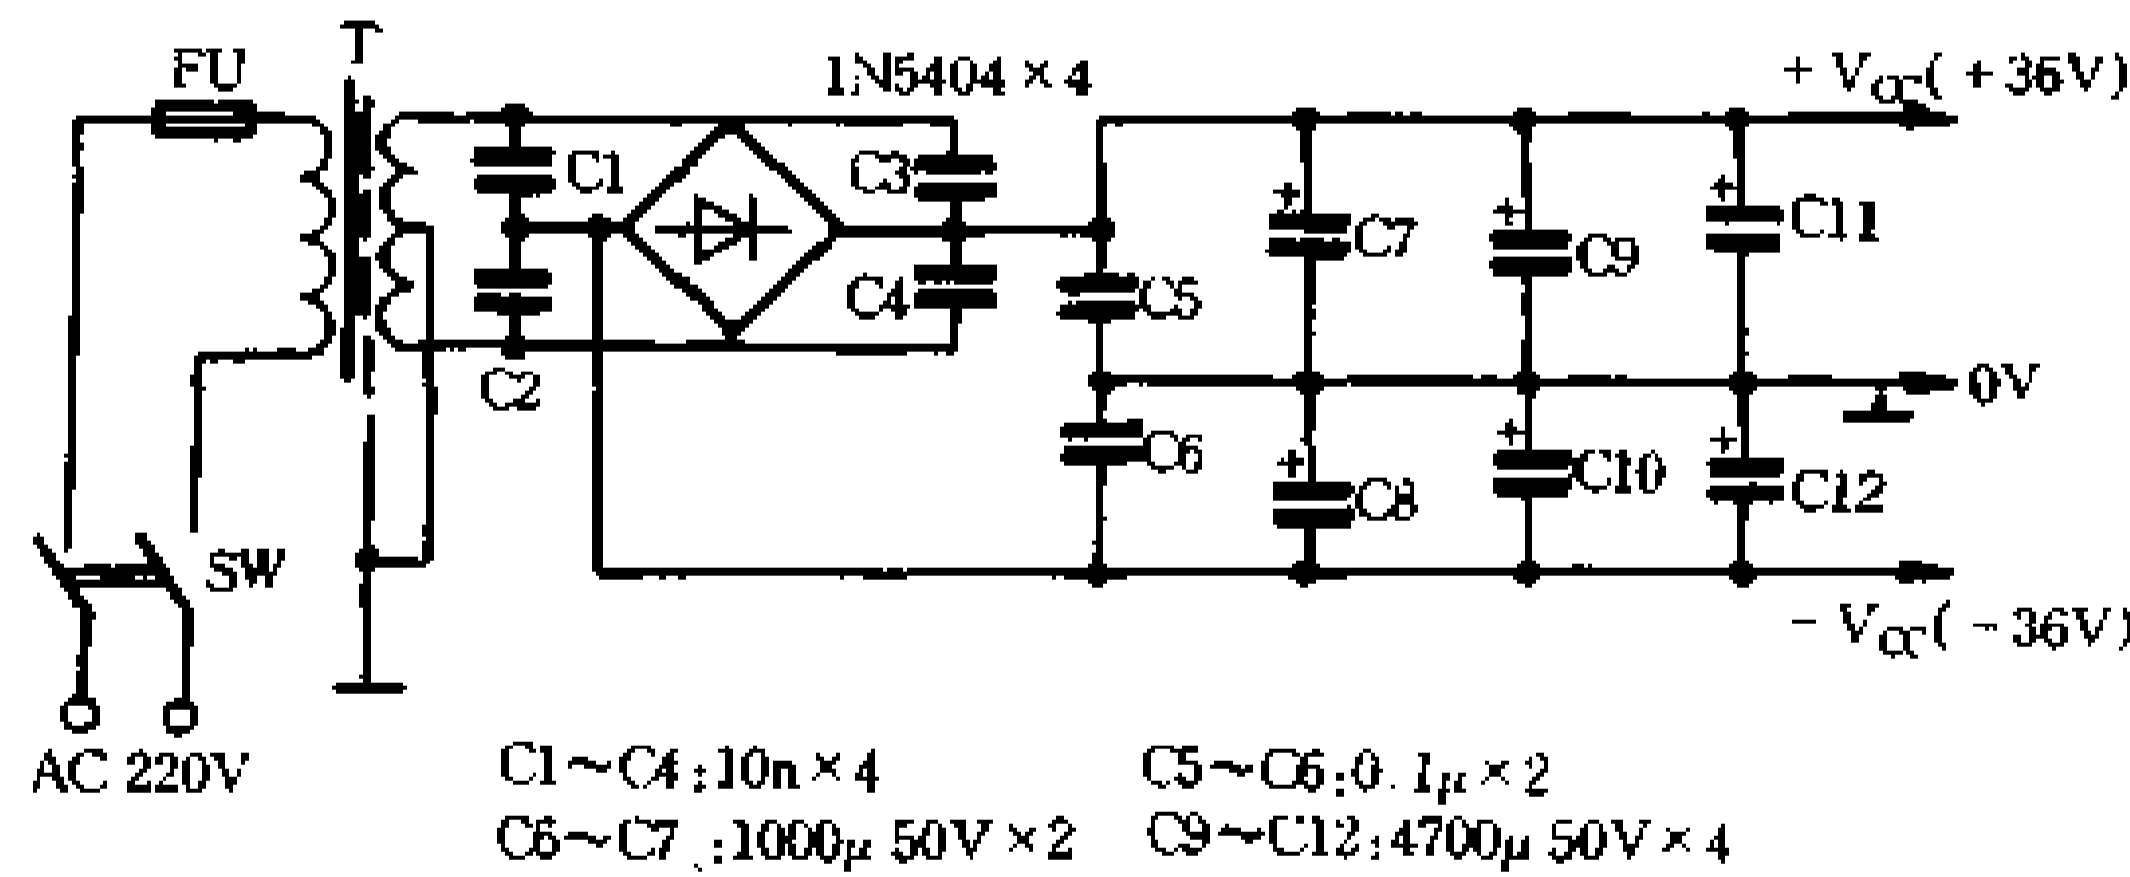 T
FU
1N5404 × 4
+ VCC( + 36V)
C1
C3
C7
C9
C11
C4
C5
C2
0V
C6
C8
C10
C12
SW
- VCC( - 36V)
AC 220V
C1~C4:10n × 4
C5~C6:0.1μ × 2
C6~C7:1000μ 50V × 2
C9~C12:4700μ 50V × 4